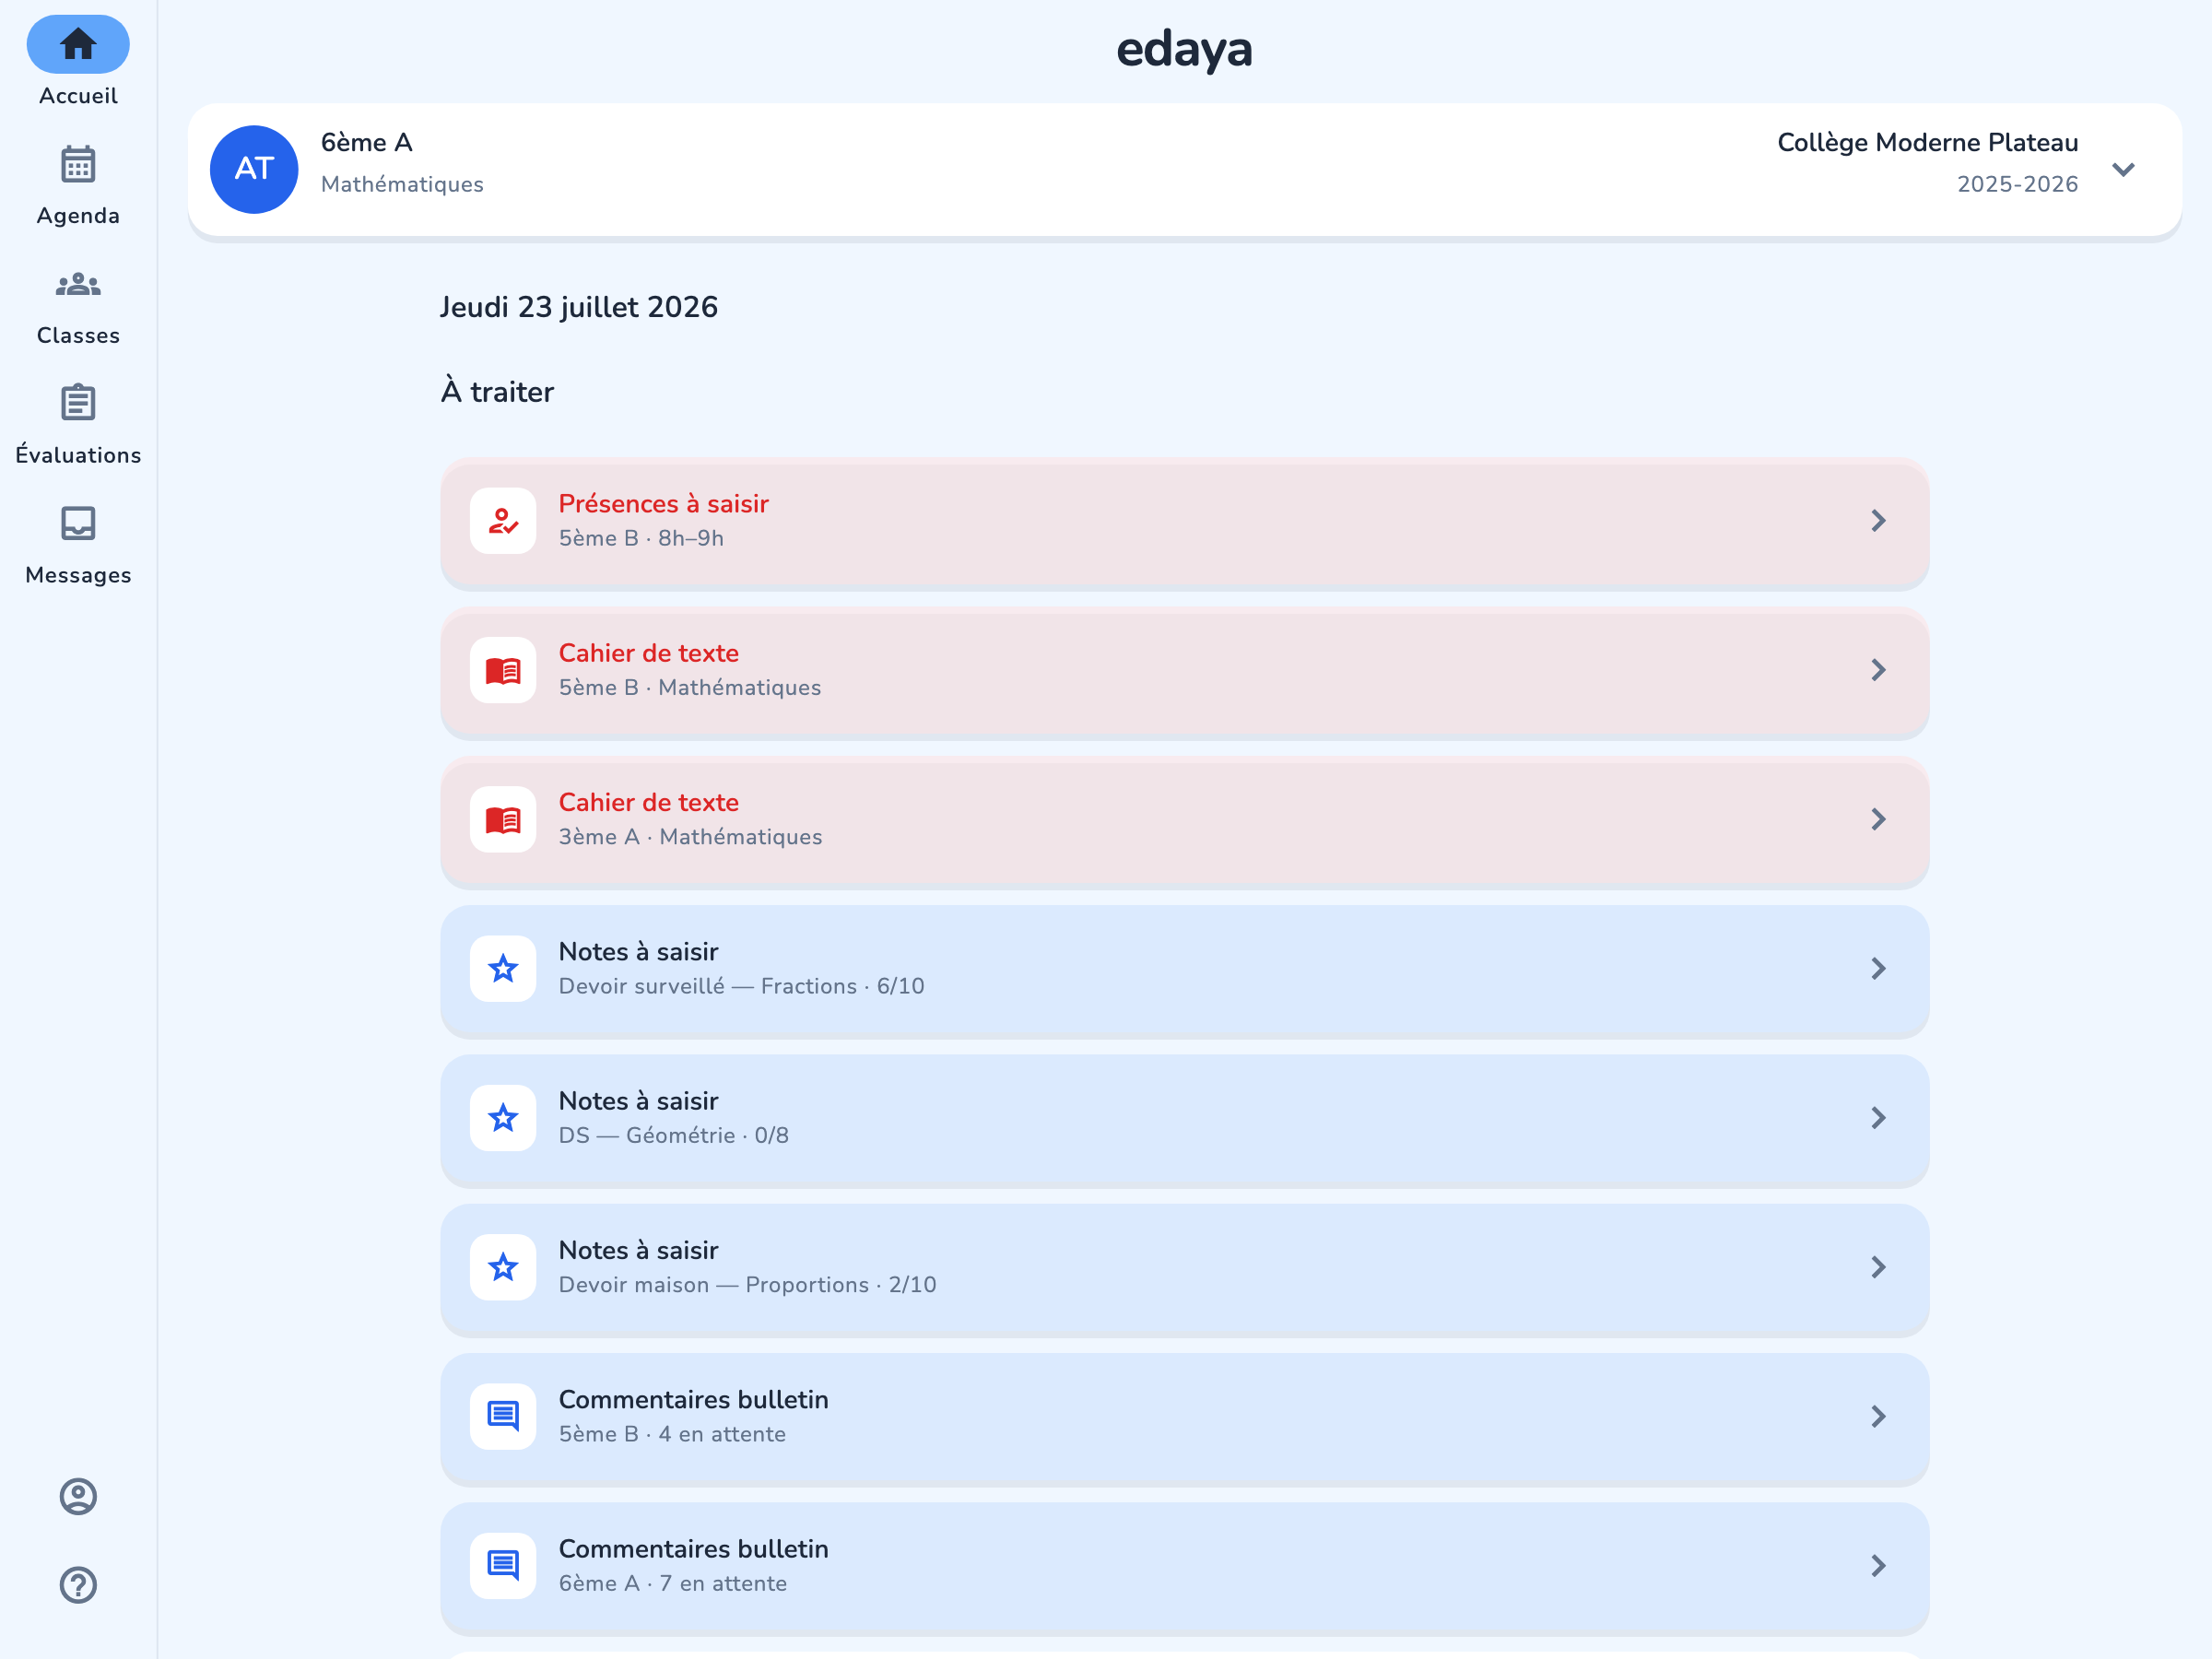 edaya
Accueil
Agenda
Classes
Évaluations
Messages
AT
6ème A
Mathématiques
Collège Moderne Plateau
2025-2026
Jeudi 23 juillet 2026
À traiter
Présences à saisir
5ème B · 8h–9h
Cahier de texte
5ème B · Mathématiques
Cahier de texte
3ème A · Mathématiques
Notes à saisir
Devoir surveillé — Fractions · 6/10
Notes à saisir
DS — Géométrie · 0/8
Notes à saisir
Devoir maison — Proportions · 2/10
Commentaires bulletin
5ème B · 4 en attente
Commentaires bulletin
6ème A · 7 en attente